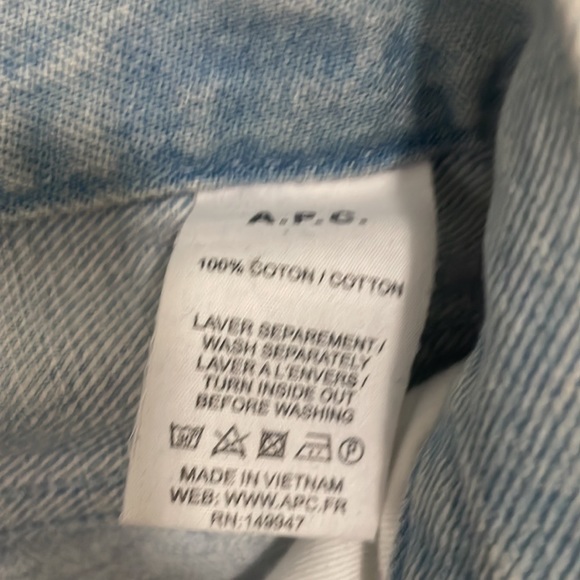 A.P.C.
100% COTON / COTTON
LAVER SEPAREMENT /
WASH SEPARATELY
LAVER A L'ENVERS /
TURN INSIDE OUT
BEFORE WASHING
MADE IN VIETNAM
WEB: WWW.APC.FR
RN:149947